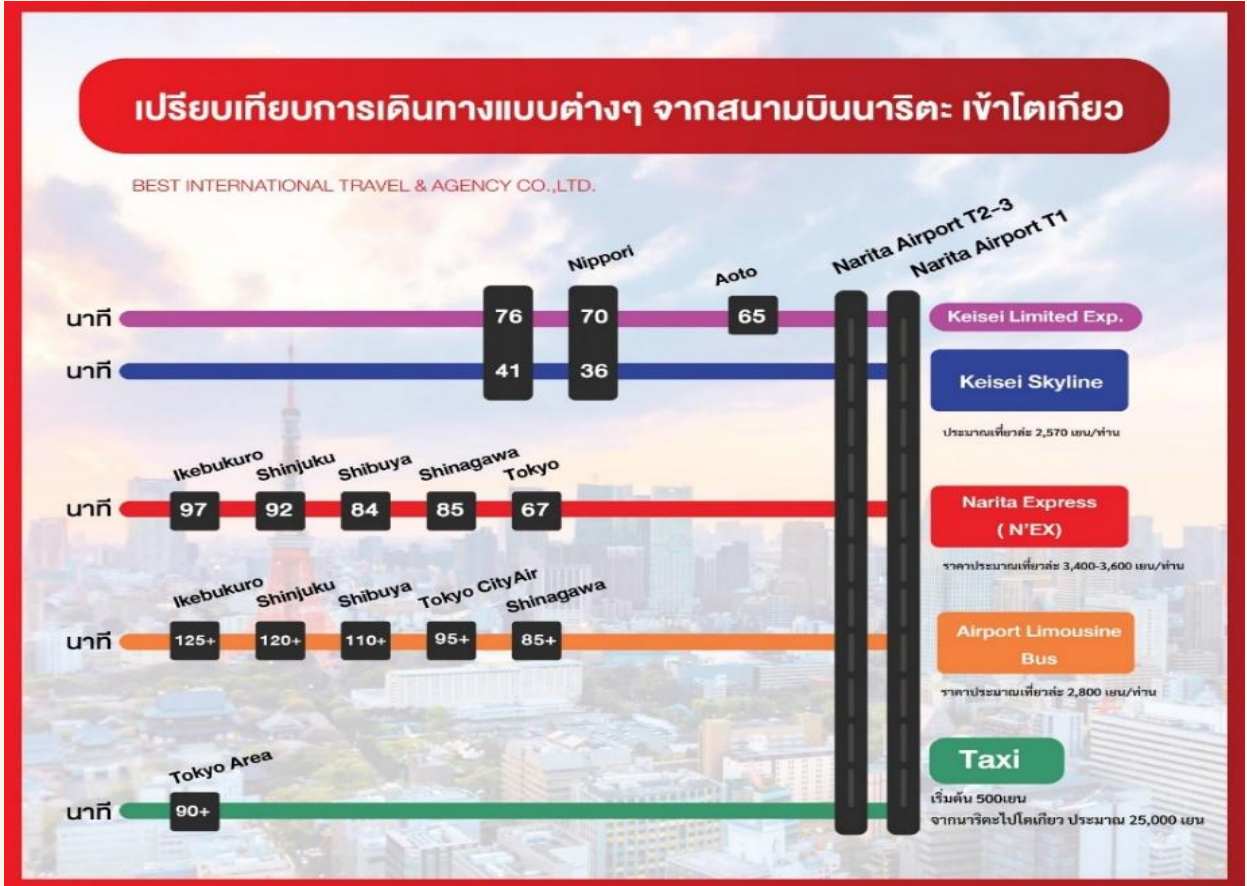 เปรียบเทียบการเดินทางแบบต่างๆ จากสนามบินนาริตะ เข้าโตเกียว
BEST INTERNATIONAL TRAVEL & AGENCY CO.,LTD.
Nippori
Aoto
Narita Airport T2-3
Narita Airport T1
นาที 76 70 65 Keisei Limited Exp.
นาที 41 36 Keisei Skyline
ประมาณเที่ยวล่ะ 2,570 เยน/ท่าน
Ikebukuro Shinjuku Shibuya Shinagawa Tokyo
นาที 97 92 84 85 67
Narita Express
( N'EX)
ราคาประมาณเที่ยวล่ะ 3,400-3,600 เยน/ท่าน
Ikebukuro Shinjuku Shibuya Tokyo CityAir Shinagawa
นาที 125+ 120+ 110+ 95+ 85+
Airport Limousine
Bus
ราคาประมาณเที่ยวล่ะ 2,800 เยน/ท่าน
Tokyo Area
นาที 90+
Taxi
เริ่มต้น 500เยน
จากนาริตะไปโตเกียว ประมาณ 25,000 เยน